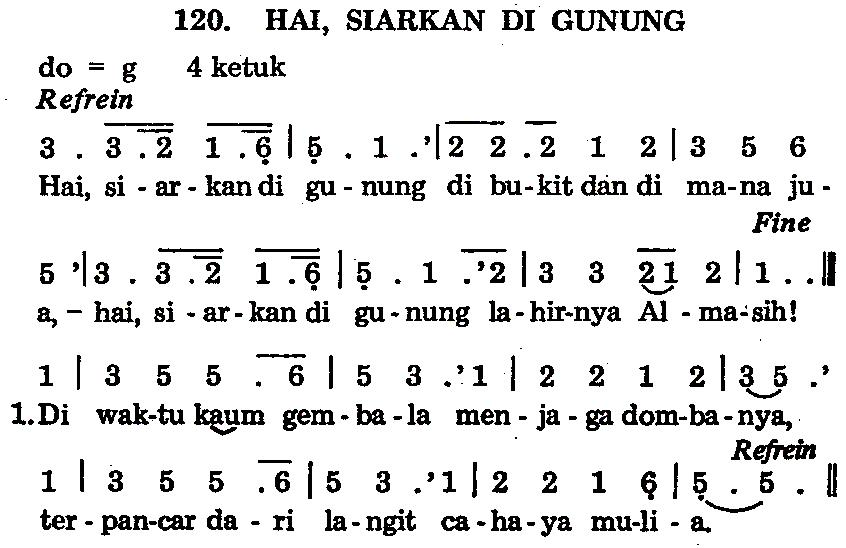 120. HAI, SIARKAN DI GUNUNG
do = g 4 ketuk
Refrein
3 . 3 . 2 1 . 6 | 5 . 1 . ’ | 2 2 . 2 1 2 | 3 5 6
Hai, si - ar - kan di gu - nung di bu - kit dan di ma - na ju -
Fine
5 ’ | 3 . 3 . 2 1 . 6 | 5 . 1 . ’ 2 | 3 3 2 1 2 | 1 . . ||
a, – hai, si - ar - kan di gu - nung la - hir - nya Al - ma - sih!
1 | 3 5 5 . 6 | 5 3 . ’ 1 | 2 2 1 2 | 3 5 . ’
1. Di wak - tu kaum gem - ba - la men - ja - ga dom - ba - nya,
Refrein
1 | 3 5 5 . 6 | 5 3 . ’ 1 | 2 2 1 6 | 5 . 5 . ||
ter - pan - car da - ri la - ngit ca - ha - ya mu - li - a.